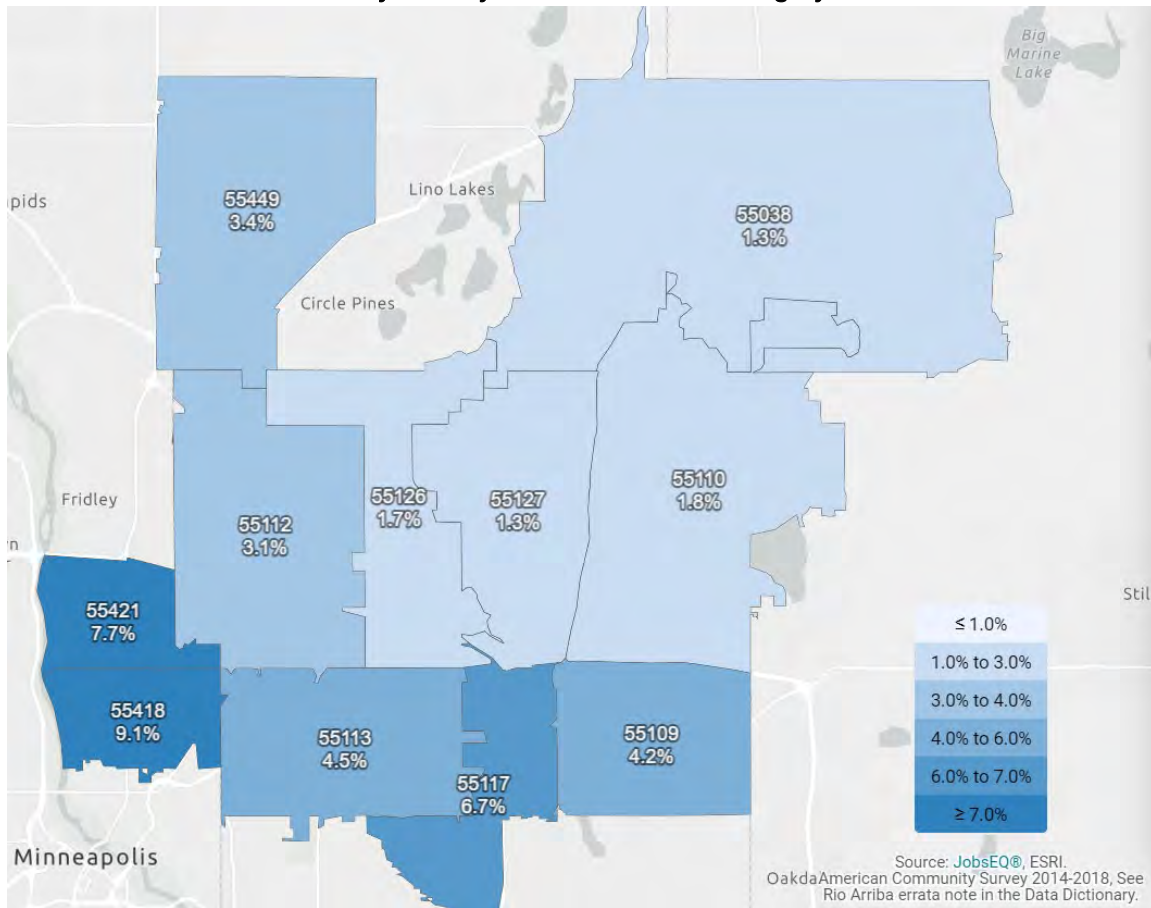 Big
Marine
Lake
55449
3.4%
Lino Lakes
55038
1.3%
apids
Circle Pines
Fridley
55126
1.7%
55127
1.3%
55110
1.8%
55112
3.1%
n
Stil
55421
7.7%
≤ 1.0%
1.0% to 3.0%
3.0% to 4.0%
4.0% to 6.0%
6.0% to 7.0%
≥ 7.0%
55418
9.1%
55113
4.5%
55109
4.2%
55117
6.7%
Minneapolis
Source: JobsEQ®, ESRI.
OakdaAmerican Community Survey 2014-2018, See
Rio Arriba errata note in the Data Dictionary.